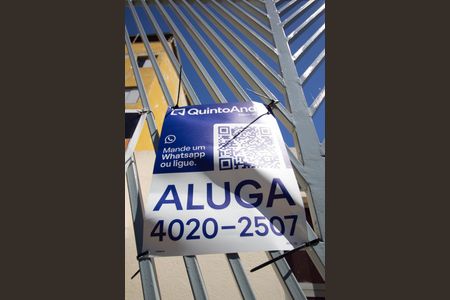 QuintoAnd
Mande um
Whatsapp
ou ligue.
ALUGA
4020-2507